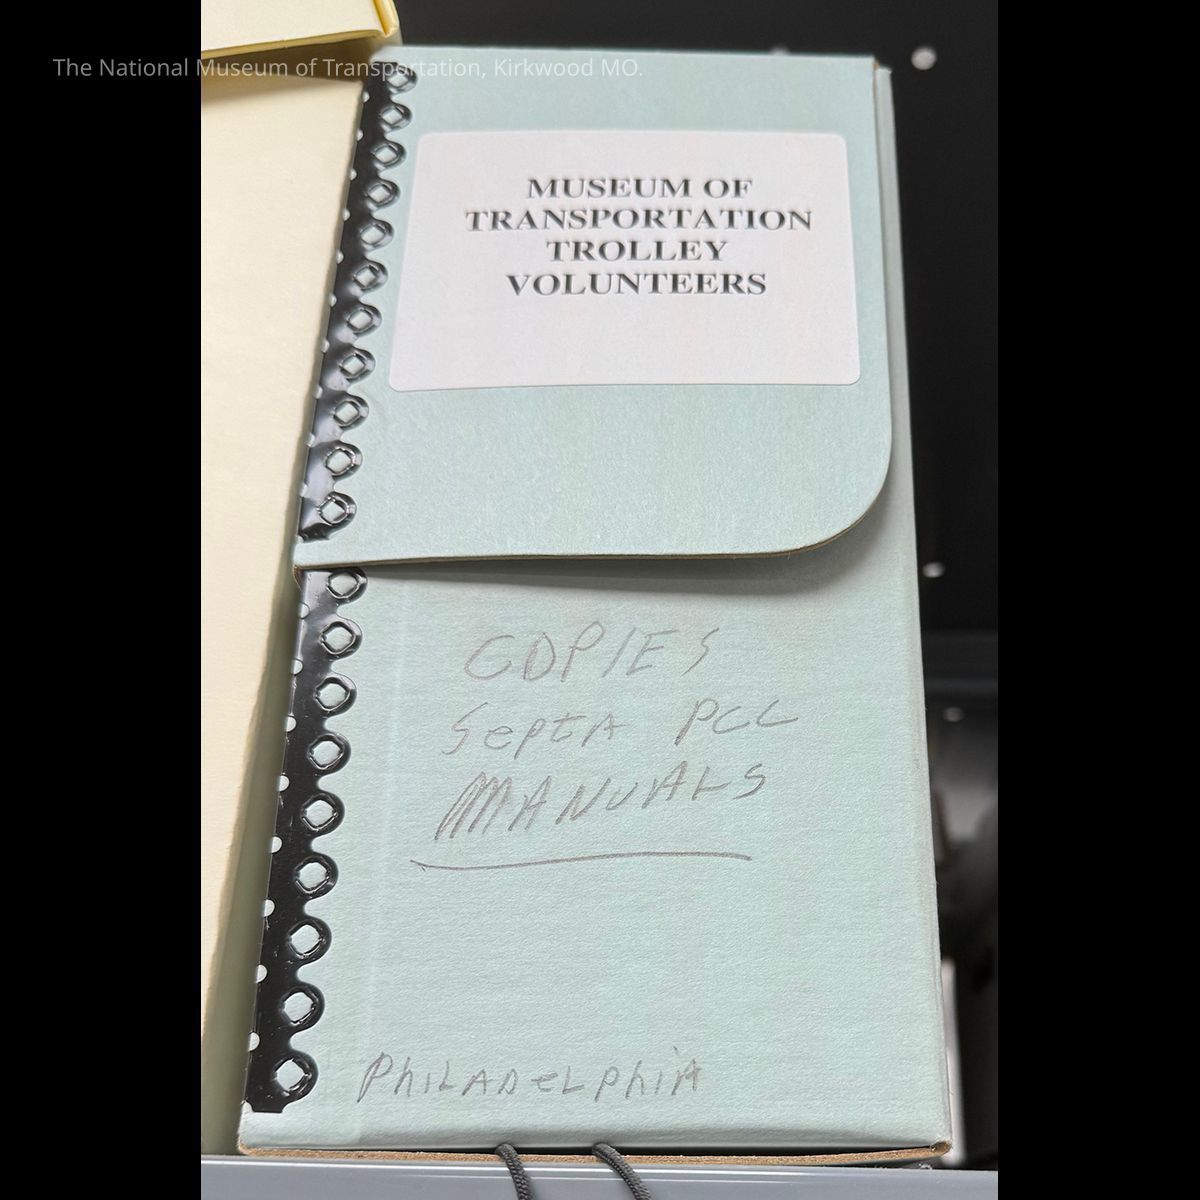 The National Museum of Transportation, Kirkwood MO.
MUSEUM OF
TRANSPORTATION
TROLLEY
VOLUNTEERS
COPIES
SeptA PCC
MANUALS
PhiLADeLphiA